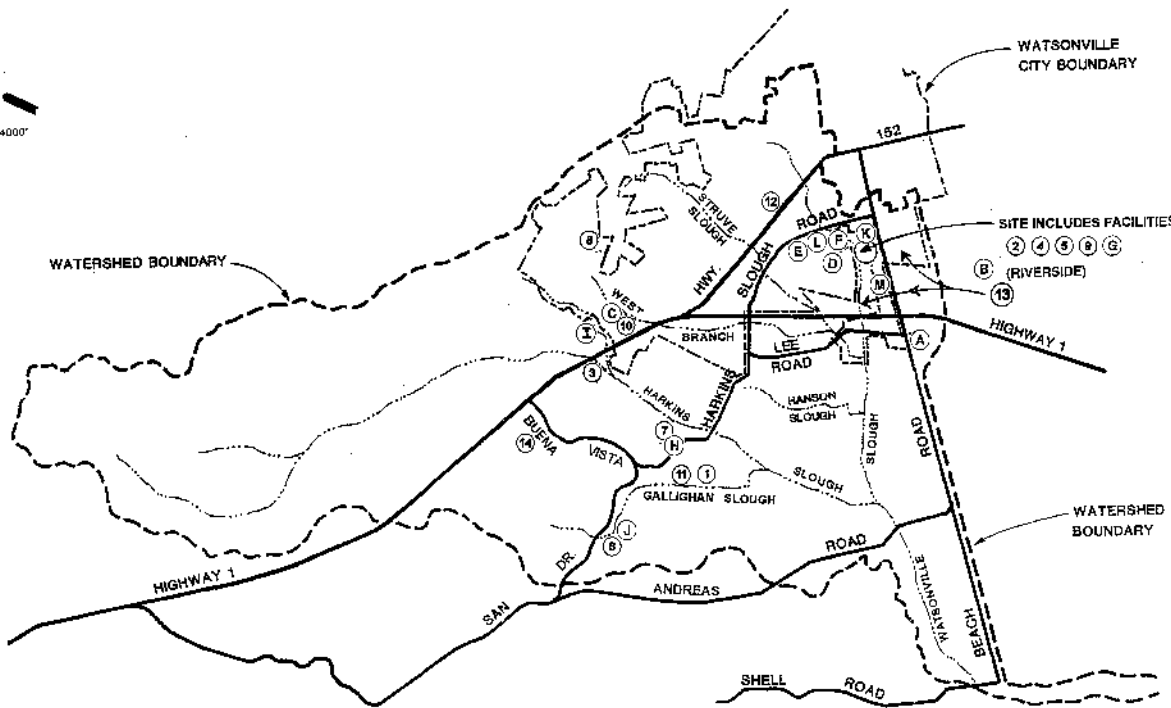 WATSONVILLE
CITY BOUNDARY
4000'
152
STRUVE
SLOUGH
12
ROAD
SITE INCLUDES FACILITIES
E L F K
2 4 5 9 G
D
B (RIVERSIDE)
WATERSHED BOUNDARY
HWY.
SLOUGH
M
13
WEST
C
10
I
BRANCH
LEE
ROAD
A
HIGHWAY 1
3
HARKINS
HARKINS
HANSON
SLOUGH
SLOUGH
ROAD
BUENA
14
VISTA
7
H
11 1
GALLIGHAN SLOUGH
SLOUGH
WATERSHED
BOUNDARY
J
DR.
ROAD
HIGHWAY 1
SAN
ANDREAS
WATSONVILLE
BEACH
SHELL
ROAD